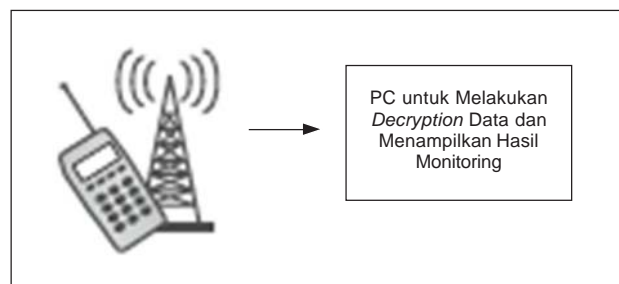 PC untuk Melakukan
Decryption Data dan
Menampilkan Hasil
Monitoring